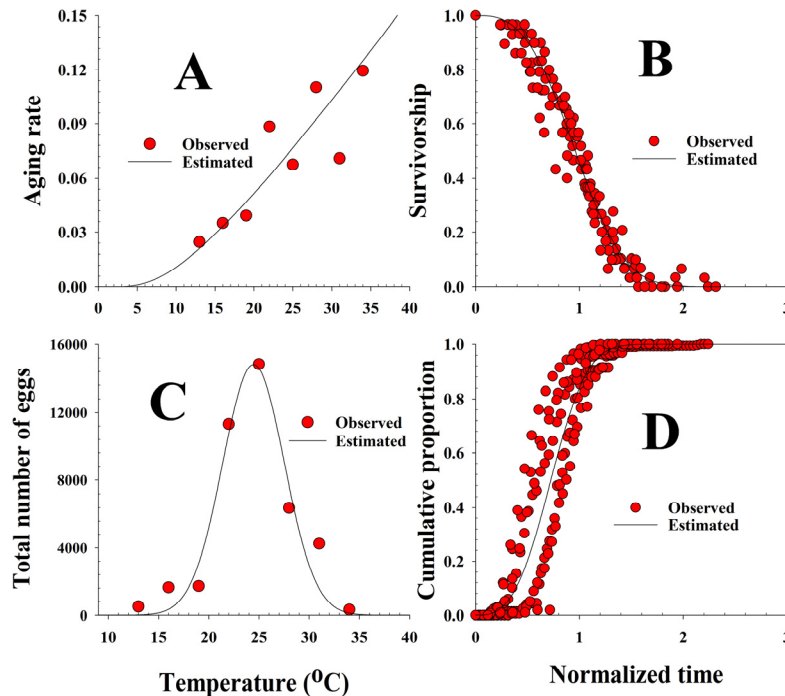 Aging rate
0.15
0.12
0.09
0.06
0.03
0.00
A
Observed
Estimated
0 5 10 15 20 25 30 35 40
Survivorship
1.0
0.8
0.6
0.4
0.2
0.0
B
Observed
Estimated
0 1 2 3
Total number of eggs
16000
12000
8000
4000
0
C
Observed
Estimated
10 15 20 25 30 35 40
Temperature (⁰C)
Cumulative proportion
1.0
0.8
0.6
0.4
0.2
0.0
D
Observed
Estimated
0 1 2 3
Normalized time